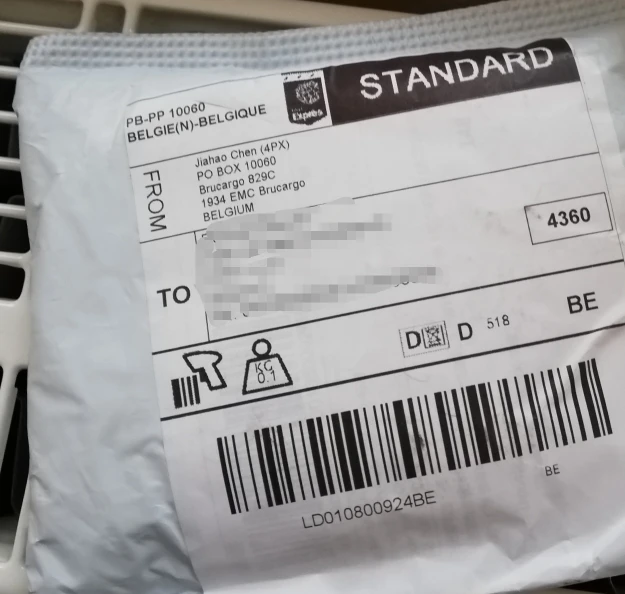 PB-PP 10060
BELGIE(N)-BELGIQUE
Expres
STANDARD
FROM
Jiahao Chen (4PX)
PO BOX 10060
Brucargo 829C
1934 EMC Brucargo
BELGIUM
TO
4360
KG
0.1
D D 518
BE
LD010800924BE
BE